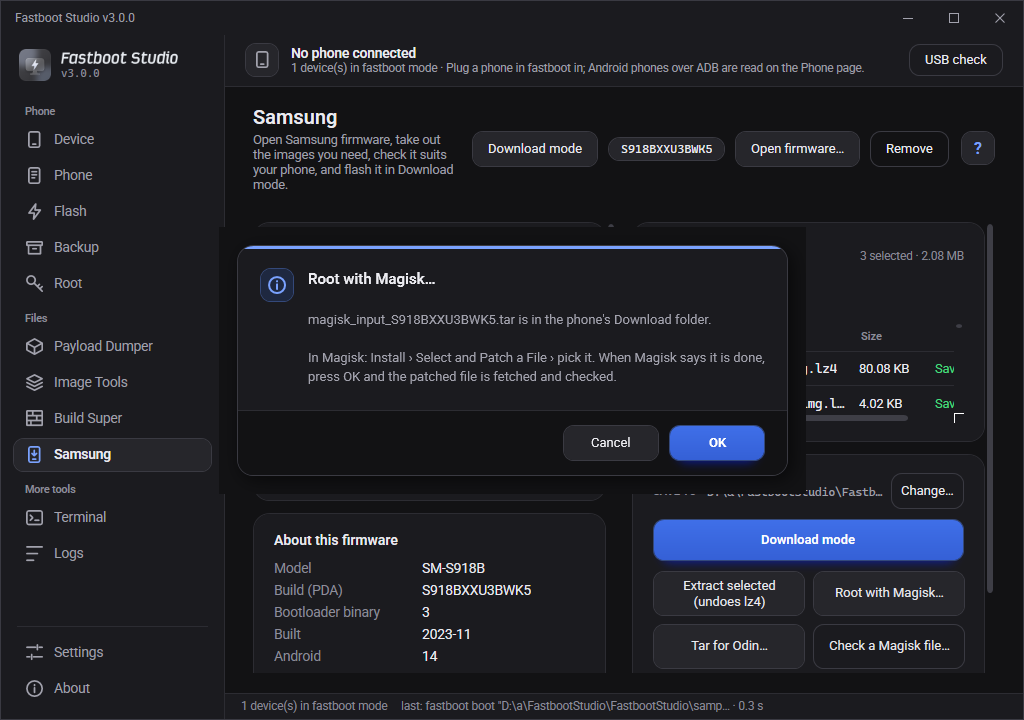 Fastboot Studio v3.0.0
Fastboot Studio
v3.0.0
No phone connected
1 device(s) in fastboot mode · Plug a phone in fastboot in; Android phones over ADB are read on the Phone page.
USB check
Phone
Device
Phone
Flash
Backup
Root
Files
Payload Dumper
Image Tools
Build Super
Samsung
More tools
Terminal
Logs
Settings
About
Samsung
Open Samsung firmware, take out
the images you need, check it suits
your phone, and flash it in Download
mode.
Download mode
S918BXXU3BWK5
Open firmware...
Remove
?
3 selected · 2.08 MB
Size
.lz4 80.08 KB Sav
mg.l… 4.02 KB Sav
Root with Magisk...
magisk_input_S918BXXU3BWK5.tar is in the phone's Download folder.
In Magisk: Install › Select and Patch a File › pick it. When Magisk says it is done,
press OK and the patched file is fetched and checked.
Cancel
OK
Change...
Download mode
Extract selected
(undoes lz4)
Root with Magisk...
Tar for Odin...
Check a Magisk file...
About this firmware
Model SM-S918B
Build (PDA) S918BXXU3BWK5
Bootloader binary 3
Built 2023-11
Android 14
1 device(s) in fastboot mode last: fastboot boot "D:\a\FastbootStudio\FastbootStudio\samp... · 0.3 s